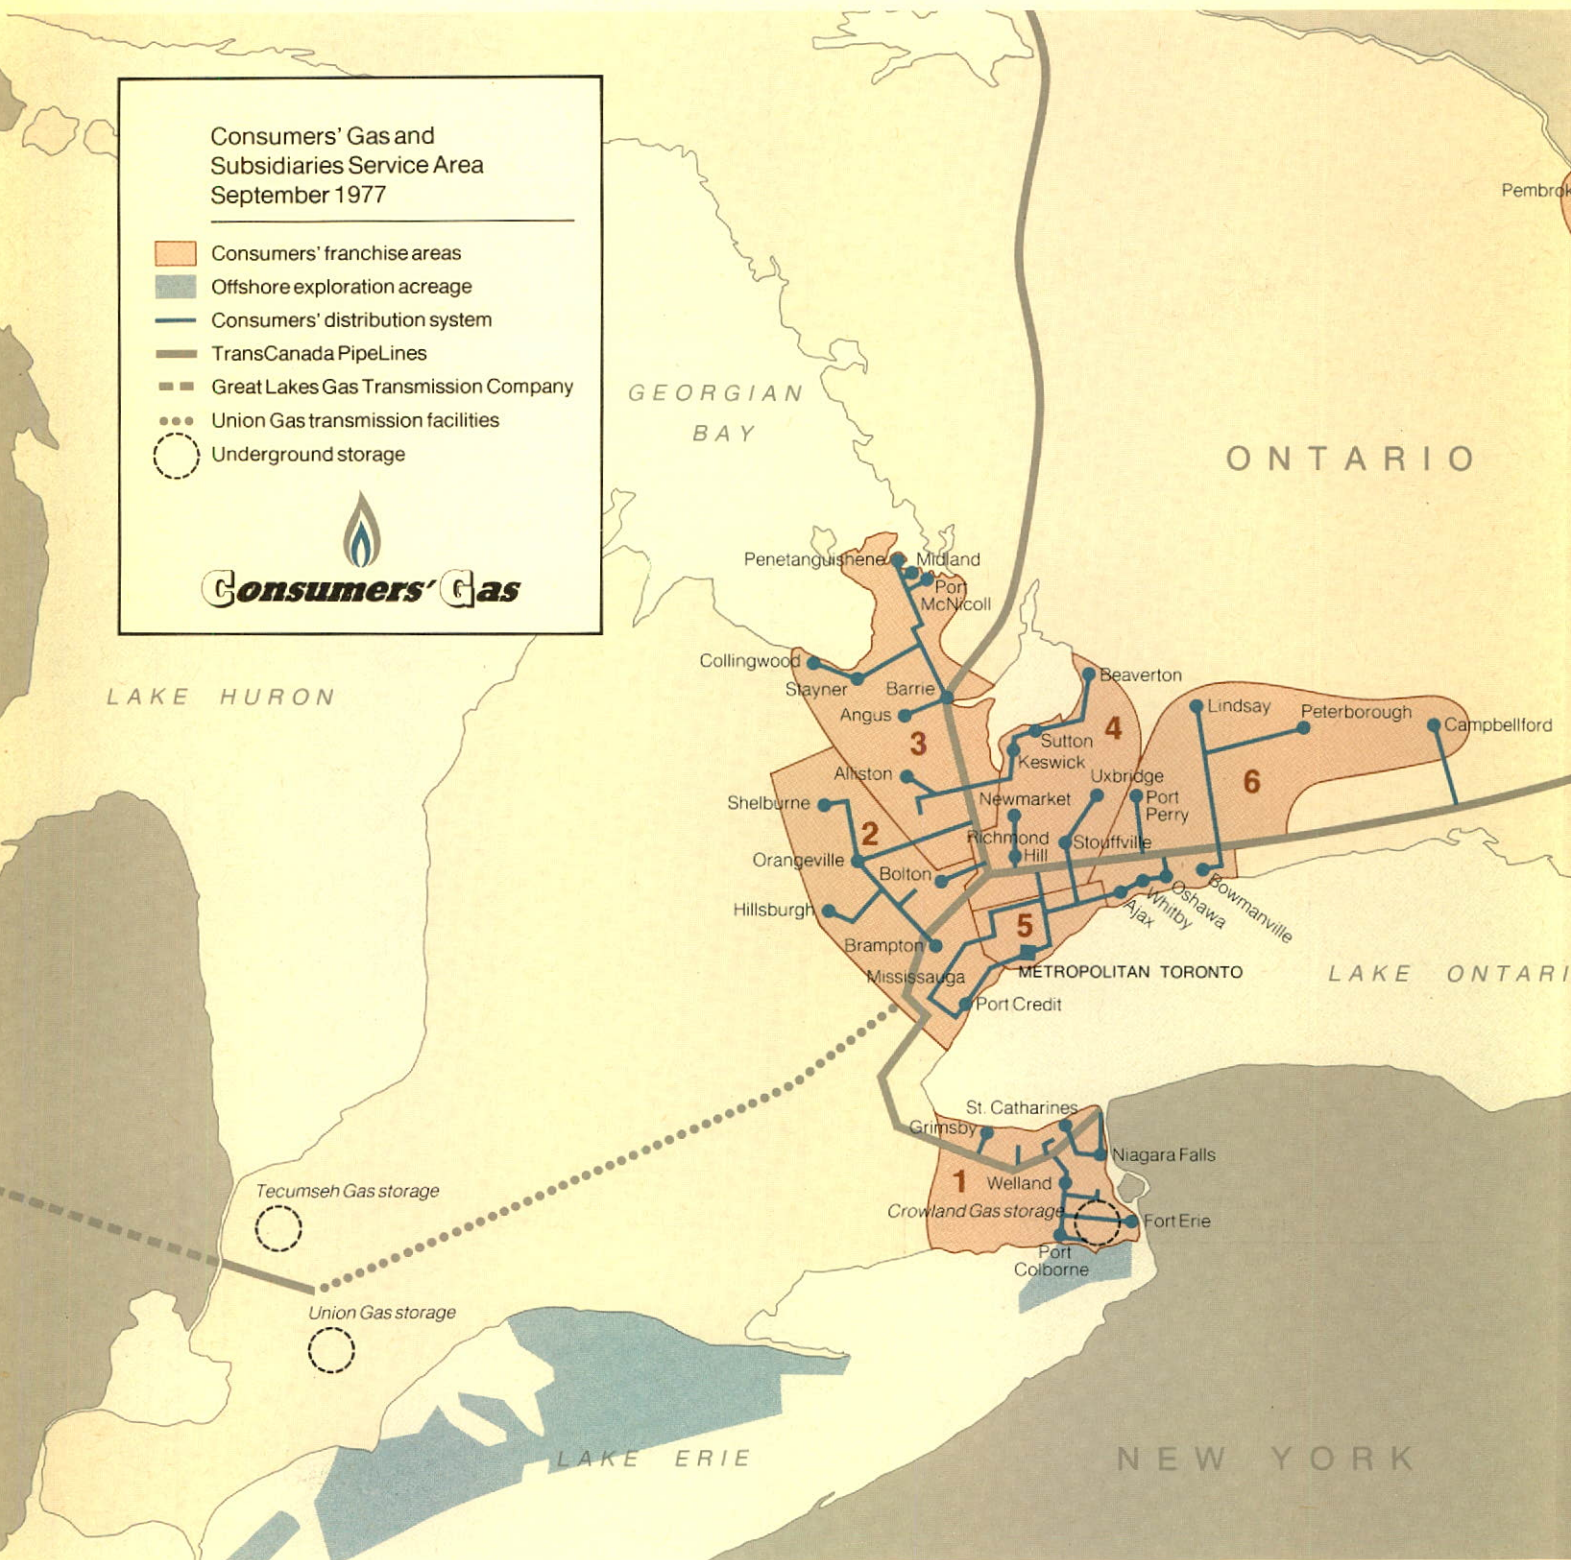 Consumers' Gas and
Subsidiaries Service Area
September 1977
Consumers' franchise areas
Offshore exploration acreage
Consumers' distribution system
TransCanada PipeLines
Great Lakes Gas Transmission Company
Union Gas transmission facilities
Underground storage
Consumers' Gas
Pembrok
GEORGIAN
BAY
ONTARIO
Penetanguishene
Midland
Port
McNicoll
LAKE HURON
Collingwood
Stayner
Barrie
Angus
Beaverton
Lindsay
Peterborough
Campbellford
3
4
Sutton
Keswick
Alliston
Uxbridge
6
Shelburne
Newmarket
Port
Perry
2
Richmond
Hill
Stouffville
Orangeville
Bolton
Hillsburgh
Ajax
Whitby
Oshawa
Bowmanville
5
Brampton
Mississauga
METROPOLITAN TORONTO
LAKE ONTARI
Port Credit
St. Catharines
Grimsby
Niagara Falls
1
Welland
Crowland Gas storage
Fort Erie
Port
Colborne
Tecumseh Gas storage
Union Gas storage
LAKE ERIE
NEW YORK